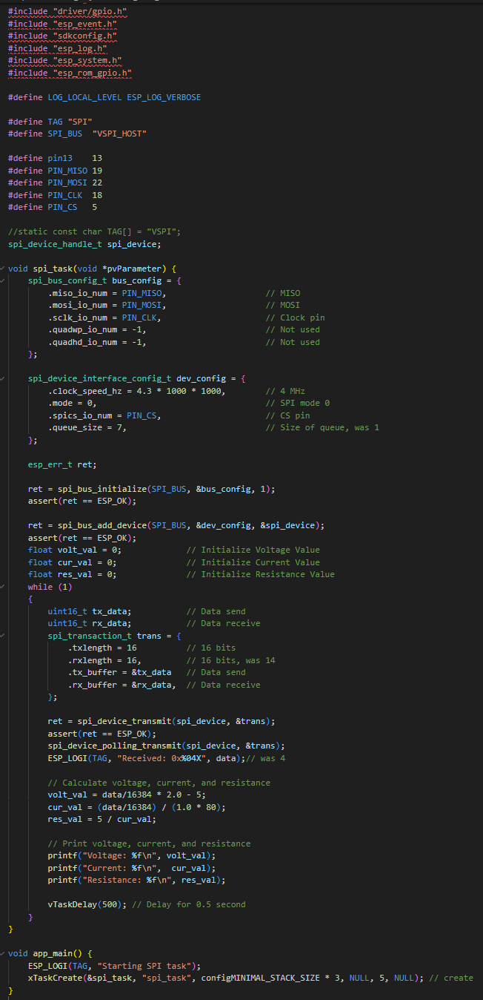 #include "driver/gpio.h"
#include "esp_event.h"
#include "sdkconfig.h"
#include "esp_log.h"
#include "esp_system.h"
#include "esp_rom_gpio.h"

#define LOG_LOCAL_LEVEL ESP_LOG_VERBOSE

#define TAG "SPI"
#define SPI_BUS  "VSPI_HOST"

#define pin13    13
#define PIN_MISO 19
#define PIN_MOSI 22
#define PIN_CLK  18
#define PIN_CS   5

//static const char TAG[] = "VSPI";
spi_device_handle_t spi_device;

void spi_task(void *pvParameter) {
    spi_bus_config_t bus_config = {
        .miso_io_num = PIN_MISO,                    // MISO
        .mosi_io_num = PIN_MOSI,                    // MOSI
        .sclk_io_num = PIN_CLK,                     // Clock pin
        .quadwp_io_num = -1,                        // Not used
        .quadhd_io_num = -1,                        // Not used
    };

    spi_device_interface_config_t dev_config = {
        .clock_speed_hz = 4.3 * 1000 * 1000,        // 4 MHz
        .mode = 0,                                  // SPI mode 0
        .spics_io_num = PIN_CS,                     // CS pin
        .queue_size = 7,                            // Size of queue, was 1
    };

    esp_err_t ret;

    ret = spi_bus_initialize(SPI_BUS, &bus_config, 1);
    assert(ret == ESP_OK);

    ret = spi_bus_add_device(SPI_BUS, &dev_config, &spi_device);
    assert(ret == ESP_OK);
    float volt_val = 0;             // Initialize Voltage Value
    float cur_val = 0;              // Initialize Current Value
    float res_val = 0;              // Initialize Resistance Value
    while (1)
    {
        uint16_t tx_data;           // Data send
        uint16_t rx_data;           // Data receive
        spi_transaction_t trans = {
            .txlength = 16          // 16 bits
            .rxlength = 16,         // 16 bits, was 14
            .tx_buffer = &tx_data   // Data send
            .rx_buffer = &rx_data,  // Data receive
        };

        ret = spi_device_transmit(spi_device, &trans);
        assert(ret == ESP_OK);
        spi_device_polling_transmit(spi_device, &trans);
        ESP_LOGI(TAG, "Received: 0x%04X", data);// was 4

        // Calculate voltage, current, and resistance
        volt_val = data/16384 * 2.0 - 5;
        cur_val = (data/16384) / (1.0 * 80);
        res_val = 5 / cur_val;

        // Print voltage, current, and resistance
        printf("Voltage: %f\n", volt_val);
        printf("Current: %f\n",  cur_val);
        printf("Resistance: %f\n", res_val);

        vTaskDelay(500); // Delay for 0.5 second
    }
}

void app_main() {
    ESP_LOGI(TAG, "Starting SPI task");
    xTaskCreate(&spi_task, "spi_task", configMINIMAL_STACK_SIZE * 3, NULL, 5, NULL); // create
}